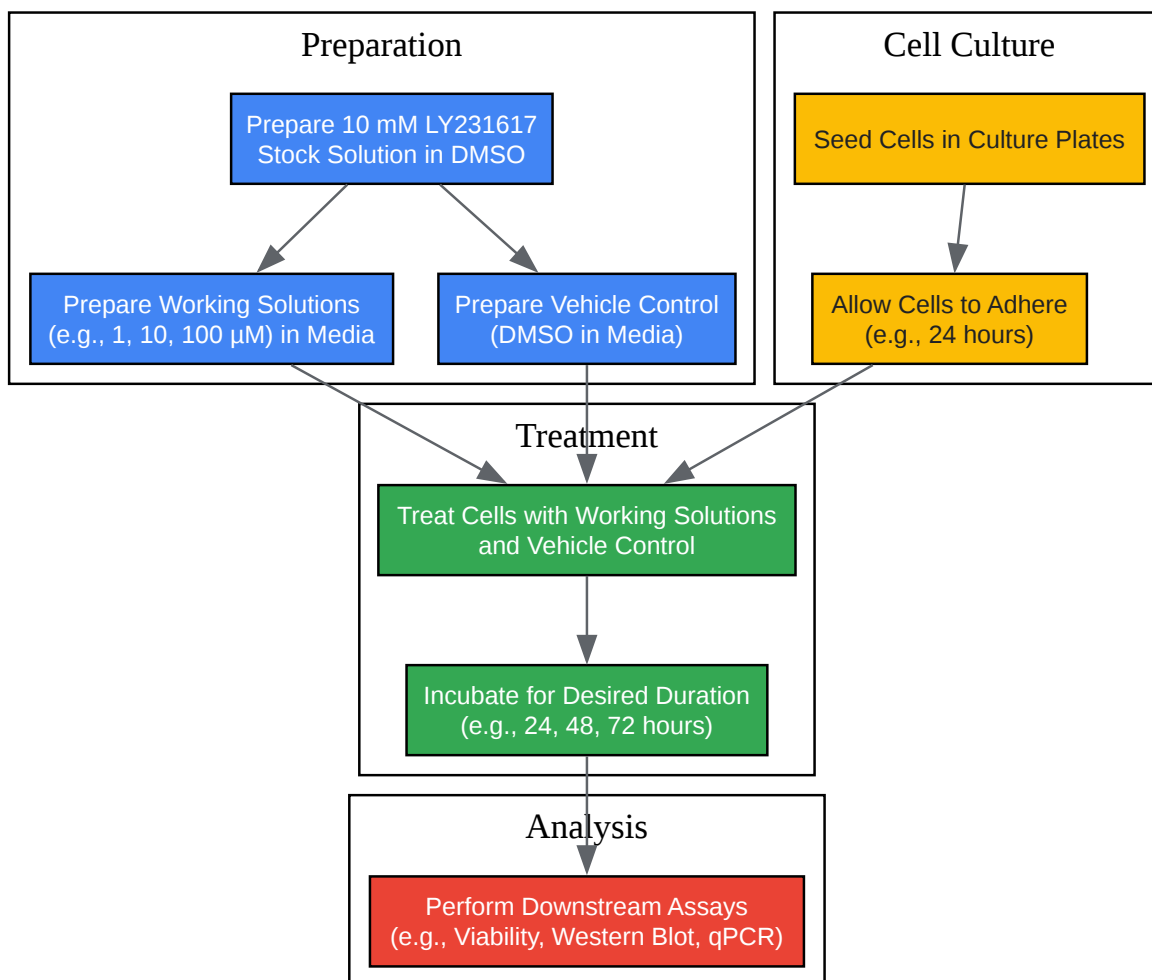 Preparation
Prepare 10 mM LY231617
Stock Solution in DMSO
Prepare Working Solutions
(e.g., 1, 10, 100 µM) in Media
Prepare Vehicle Control
(DMSO in Media)
Cell Culture
Seed Cells in Culture Plates
Allow Cells to Adhere
(e.g., 24 hours)
Treatment
Treat Cells with Working Solutions
and Vehicle Control
Incubate for Desired Duration
(e.g., 24, 48, 72 hours)
Analysis
Perform Downstream Assays
(e.g., Viability, Western Blot, qPCR)